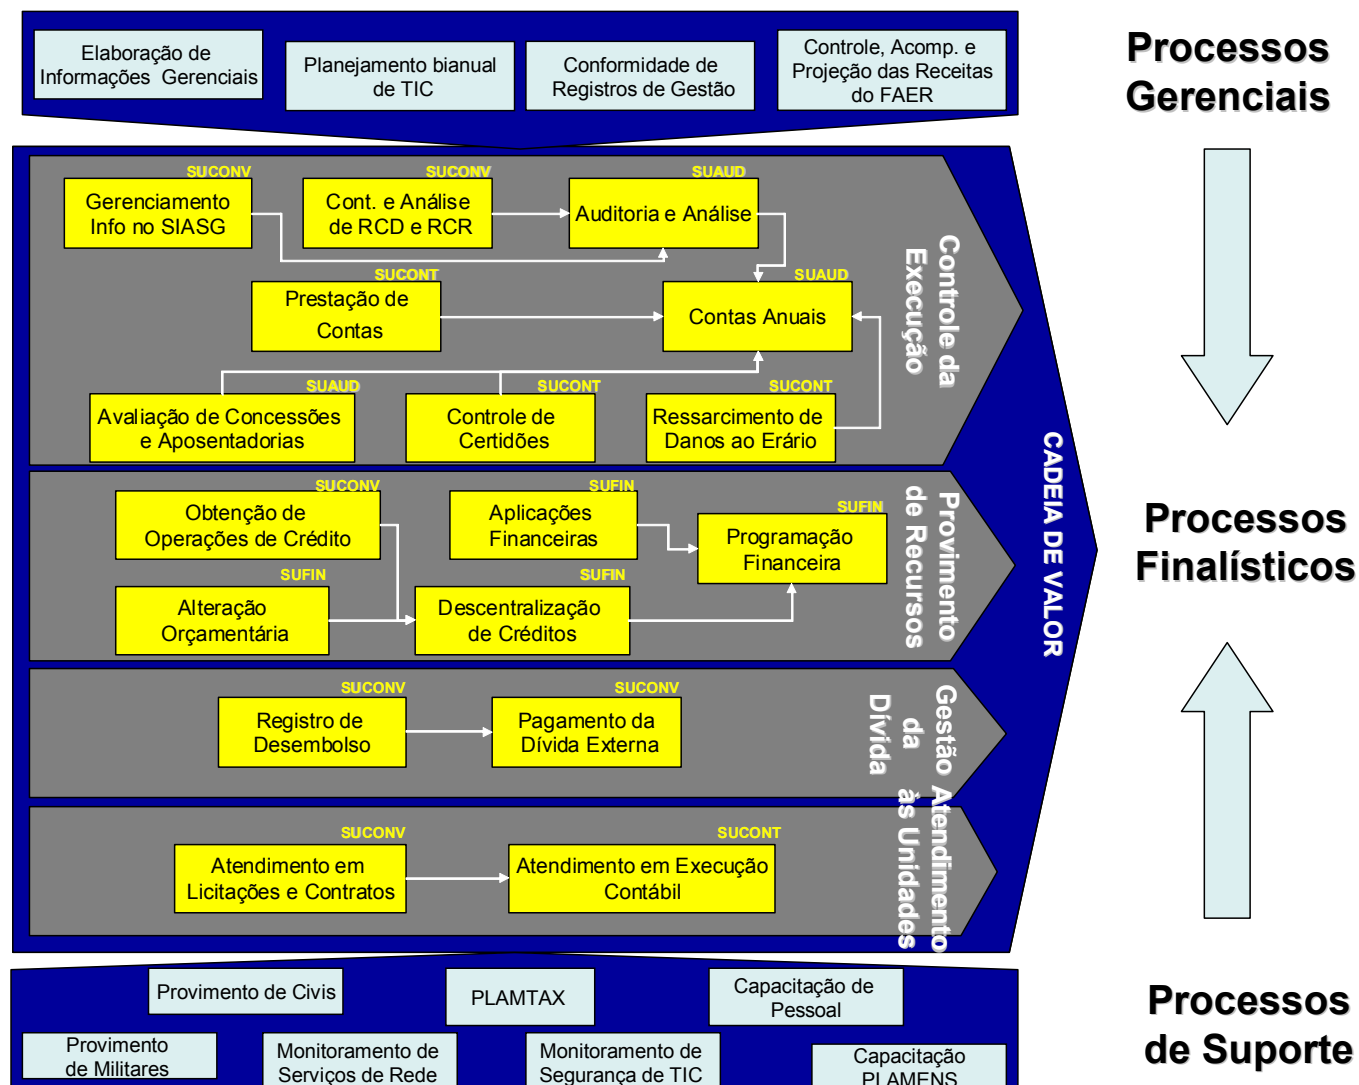 Elaboração de
Informações Gerenciais
Planejamento bianual
de TIC
Conformidade de
Registros de Gestão
Controle, Acomp. e
Projeção das Receitas
do FAER
Processos
Gerenciais
SUCONV
Gerenciamento
Info no SIASG
SUCONV
Cont. e Análise
de RCD e RCR
SUAUD
Auditoria e Análise
SUCONT
Prestação de
Contas
SUAUD
Contas Anuais
SUAUD
Avaliação de Concessões
e Aposentadorias
SUCONT
Controle de
Certidões
SUCONT
Ressarcimento de
Danos ao Erário
Controle da
Execução
SUCONV
Obtenção de
Operações de Crédito
SUFIN
Aplicações
Financeiras
SUFIN
Programação
Financeira
SUFIN
Alteração
Orçamentária
SUFIN
Descentralização
de Créditos
Provimento
de Recursos
CADEIA DE VALOR
Processos
Finalísticos
SUCONV
Registro de
Desembolso
SUCONV
Pagamento da
Dívida Externa
Gestão
da
Dívida
SUCONV
Atendimento em
Licitações e Contratos
SUCONT
Atendimento em Execução
Contábil
Atendimento
às Unidades
Provimento de Civis
PLAMTAX
Capacitação de
Pessoal
Provimento
de Militares
Monitoramento de
Serviços de Rede
Monitoramento de
Segurança de TIC
Capacitação
PLAMENS
Processos
de Suporte